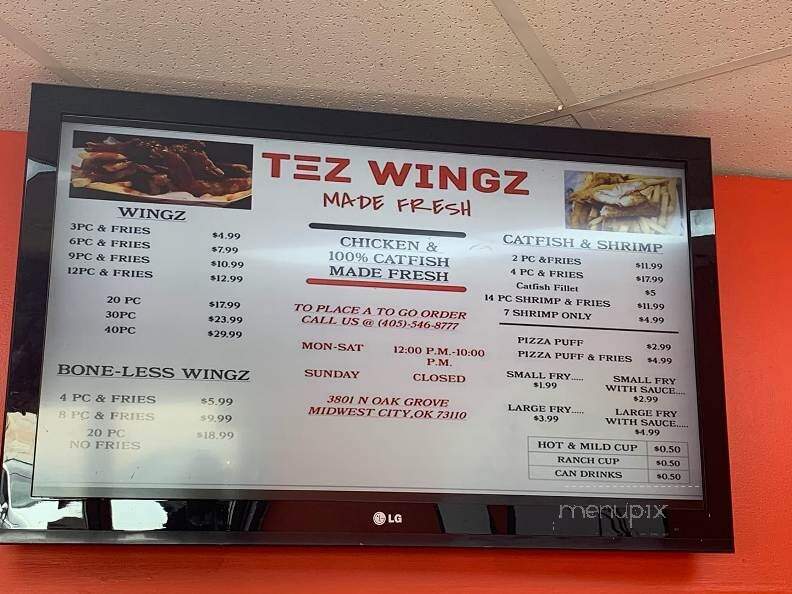 TEZ WINGZ
MADE FRESH
WINGZ
3PC & FRIES $4.99
6PC & FRIES $7.99
9PC & FRIES $10.99
12PC & FRIES $12.99
20 PC $17.99
30PC $23.99
40PC $29.99
BONE-LESS WINGZ
4 PC & FRIES $5.99
8 PC & FRIES $9.99
20 PC $18.99
NO FRIES
CHICKEN &
100% CATFISH
MADE FRESH
TO PLACE A TO GO ORDER
CALL US @ (405)-546-8777
MON-SAT 12:00 P.M.-10:00
P.M.
SUNDAY CLOSED
3801 N OAK GROVE
MIDWEST CITY,OK 73110
CATFISH & SHRIMP
2 PC &FRIES $11.99
4 PC & FRIES $17.99
Catfish Fillet $5
14 PC SHRIMP & FRIES $11.99
7 SHRIMP ONLY $4.99
PIZZA PUFF $2.99
PIZZA PUFF & FRIES $4.99
SMALL FRY.....
$1.99
SMALL FRY
WITH SAUCE....
$2.99
LARGE FRY.....
$3.99
LARGE FRY
WITH SAUCE.....
$4.99
HOT & MILD CUP $0.50
RANCH CUP $0.50
CAN DRINKS $0.50
menupix
LG